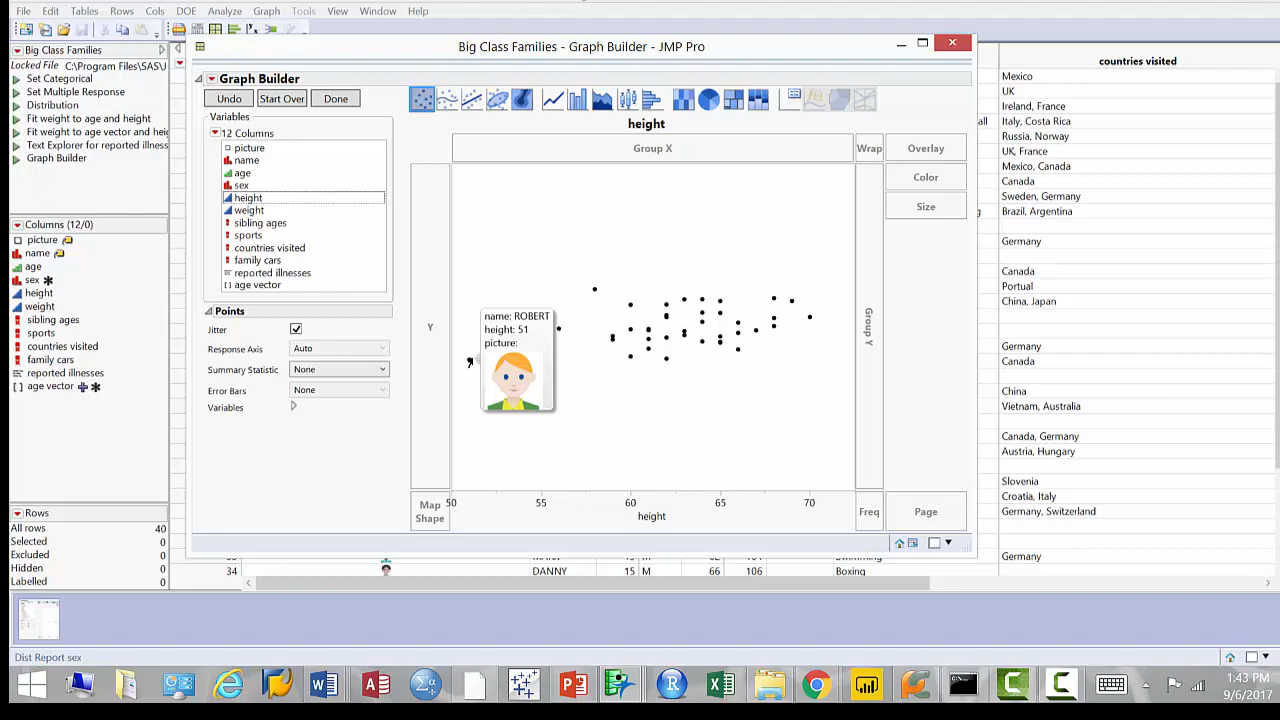 File Edit Tables Rows Cols DOE Analyze Graph Tools View Window Help
Big Class Families
Locked File C:\Program Files\SAS\J
Set Categorical
Set Multiple Response
Distribution
Fit weight to age and height
Fit weight to age vector and hei
Text Explorer for reported illness
Graph Builder
Columns (12/0)
picture
name
age
sex
height
weight
sibling ages
sports
countries visited
family cars
reported illnesses
age vector
Rows
All rows 40
Selected 0
Excluded 0
Hidden 0
Labelled 0
Big Class Families - Graph Builder - JMP Pro
Graph Builder
Undo Start Over Done
Variables
12 Columns
picture
name
age
sex
height
weight
sibling ages
sports
countries visited
family cars
reported illnesses
age vector
Points
Jitter
Response Axis Auto
Summary Statistic None
Error Bars None
Variables
height
Group X
Wrap
Overlay
Color
Size
Y
Group Y
name: ROBERT
height: 51
picture:
Map Shape
50 55 60 65 70
height
Freq
Page
countries visited
Mexico
UK
Ireland, France
all Italy, Costa Rica
Russia, Norway
UK, France
Mexico, Canada
Canada
Sweden, Germany
Brazil, Argentina
Germany
Canada
Portual
China, Japan
Germany
Canada
China
Vietnam, Australia
Canada, Germany
Austria, Hungary
Slovenia
Croatia, Italy
Germany, Switzerland
Germany
34 DANNY 15 M 66 106 Boxing
Dist Report sex
1:43 PM
9/6/2017